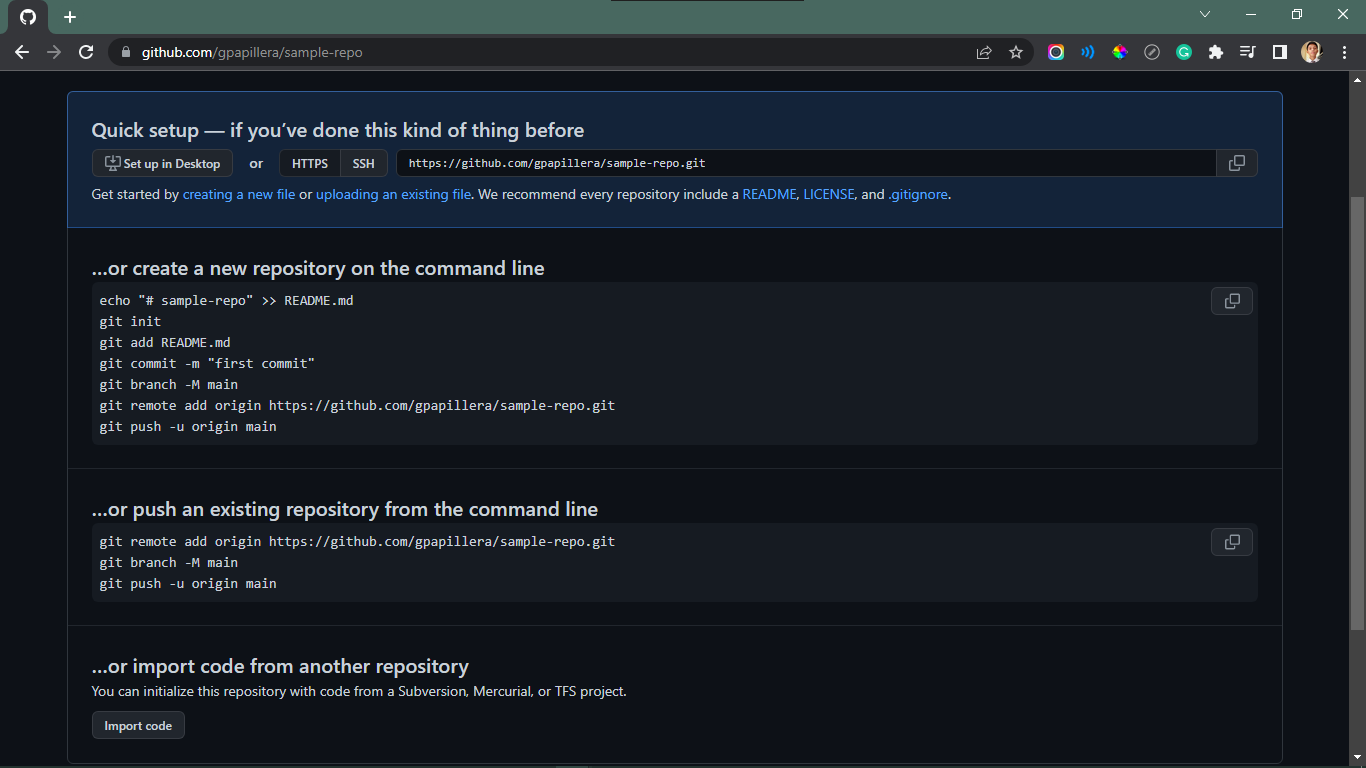 github.com/gpapillera/sample-repo
Quick setup — if you’ve done this kind of thing before
Set up in Desktop or HTTPS SSH https://github.com/gpapillera/sample-repo.git
Get started by creating a new file or uploading an existing file. We recommend every repository include a README, LICENSE, and .gitignore.
…or create a new repository on the command line
echo "# sample-repo" >> README.md
git init
git add README.md
git commit -m "first commit"
git branch -M main
git remote add origin https://github.com/gpapillera/sample-repo.git
git push -u origin main
…or push an existing repository from the command line
git remote add origin https://github.com/gpapillera/sample-repo.git
git branch -M main
git push -u origin main
…or import code from another repository
You can initialize this repository with code from a Subversion, Mercurial, or TFS project.
Import code